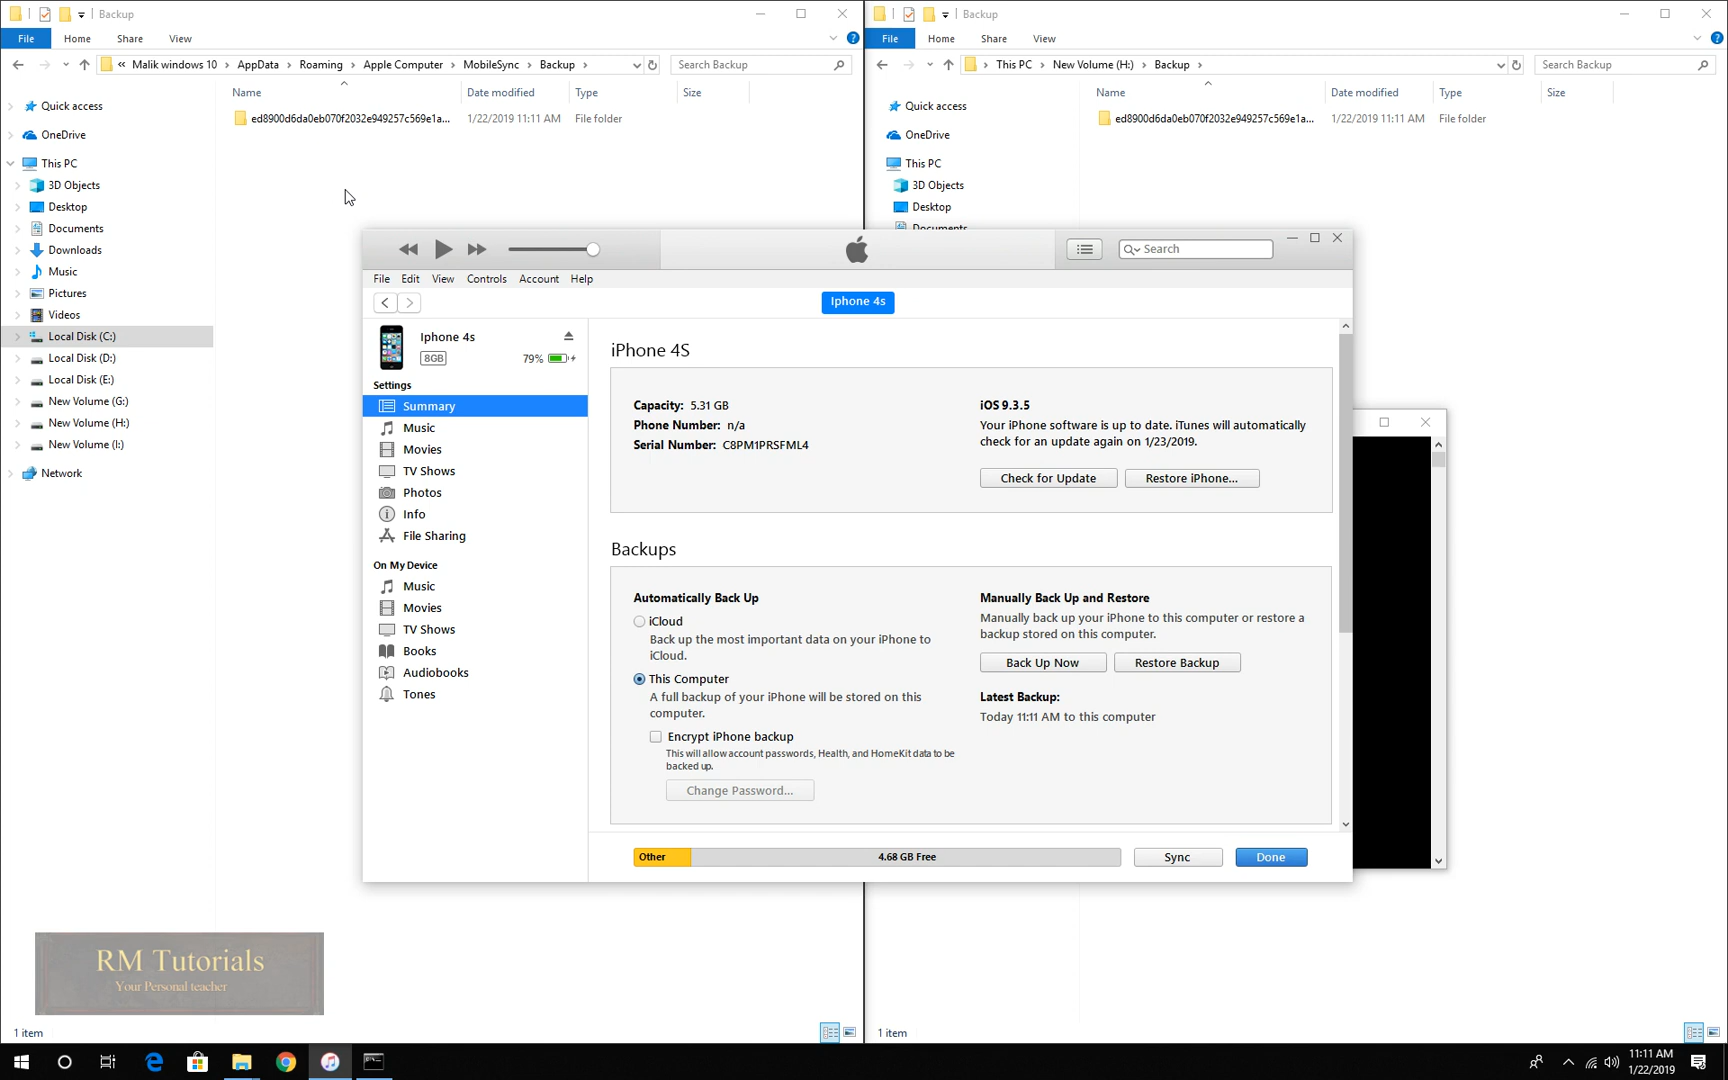 Backup
File
Home
Share
View
« Malik windows 10 > AppData > Roaming > Apple Computer > MobileSync > Backup >
Search Backup
Name
Date modified
Type
Size
ed8900d6da0eb070f2032e949257c569e1a...
1/22/2019 11:11 AM
File folder
Quick access
OneDrive
This PC
3D Objects
Desktop
Documents
Downloads
Music
Pictures
Videos
Local Disk (C:)
Local Disk (D:)
Local Disk (E:)
New Volume (G:)
New Volume (H:)
New Volume (I:)
Network
1 item
Backup
File
Home
Share
View
This PC > New Volume (H:) > Backup >
Search Backup
Name
Date modified
Type
Size
ed8900d6da0eb070f2032e949257c569e1a...
1/22/2019 11:11 AM
File folder
Quick access
OneDrive
This PC
3D Objects
Desktop
Documents
1 item
Search
File
Edit
View
Controls
Account
Help
Iphone 4s
Iphone 4s
8GB
79%
Settings
Summary
Music
Movies
TV Shows
Photos
Info
File Sharing
On My Device
Music
Movies
TV Shows
Books
Audiobooks
Tones
iPhone 4S
Capacity: 5.31 GB
Phone Number: n/a
Serial Number: C8PM1PRSFML4
iOS 9.3.5
Your iPhone software is up to date. iTunes will automatically
check for an update again on 1/23/2019.
Check for Update
Restore iPhone...
Backups
Automatically Back Up
iCloud
Back up the most important data on your iPhone to
iCloud.
This Computer
A full backup of your iPhone will be stored on this
computer.
Encrypt iPhone backup
This will allow account passwords, Health, and HomeKit data to be
backed up.
Change Password...
Manually Back Up and Restore
Manually back up your iPhone to this computer or restore a
backup stored on this computer.
Back Up Now
Restore Backup
Latest Backup:
Today 11:11 AM to this computer
Other
4.68 GB Free
Sync
Done
RM Tutorials
Your Personal teacher
11:11 AM
1/22/2019